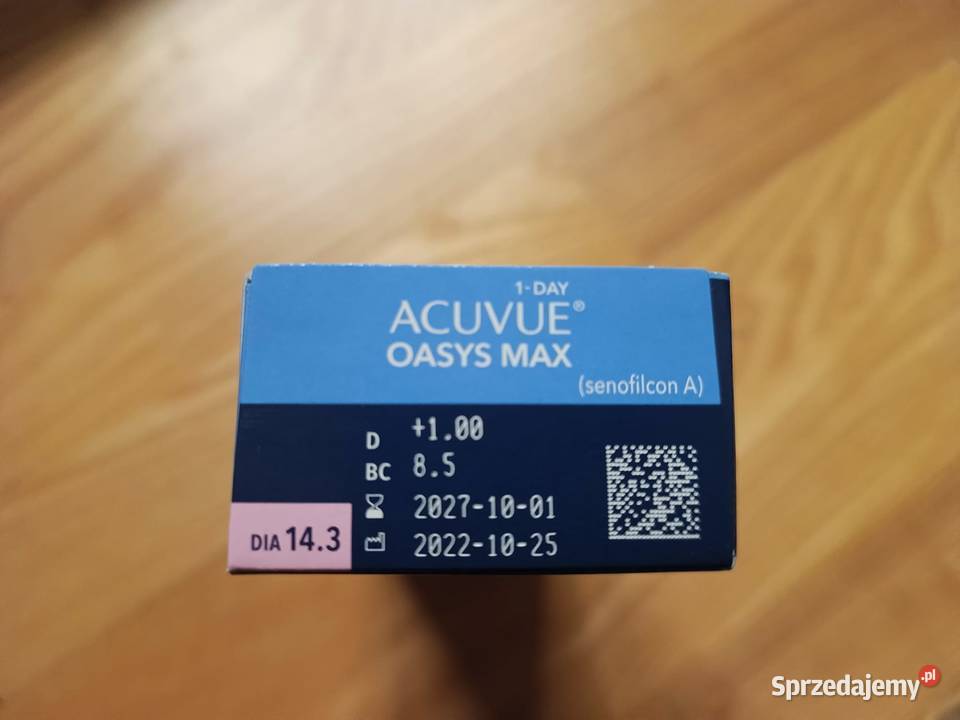 1-DAY
ACUVUE®
OASYS MAX
(senofilcon A)
D +1.00
BC 8.5
2027-10-01
DIA 14.3 2022-10-25
Sprzedajemy.pl